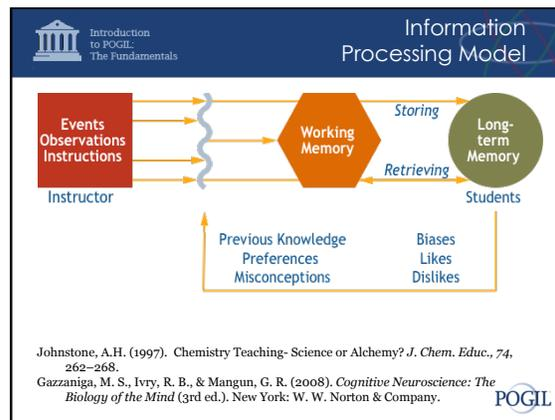 Introduction
to POGIL:
The Fundamentals
Information
Processing Model
Events
Observations
Instructions
Instructor
Working
Memory
Storing
Retrieving
Long-
term
Memory
Students
Previous Knowledge
Preferences
Misconceptions
Biases
Likes
Dislikes
Johnstone, A.H. (1997). Chemistry Teaching- Science or Alchemy? J. Chem. Educ., 74,
262–268.
Gazzaniga, M. S., Ivry, R. B., & Mangun, G. R. (2008). Cognitive Neuroscience: The
Biology of the Mind (3rd ed.). New York: W. W. Norton & Company.
POGIL